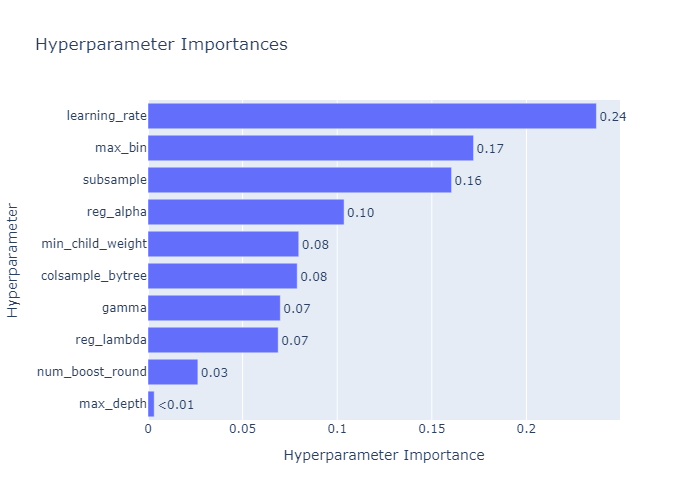 Hyperparameter Importances
Hyperparameter
learning_rate 0.24
max_bin 0.17
subsample 0.16
reg_alpha 0.10
min_child_weight 0.08
colsample_bytree 0.08
gamma 0.07
reg_lambda 0.07
num_boost_round 0.03
max_depth <0.01
0 0.05 0.1 0.15 0.2
Hyperparameter Importance